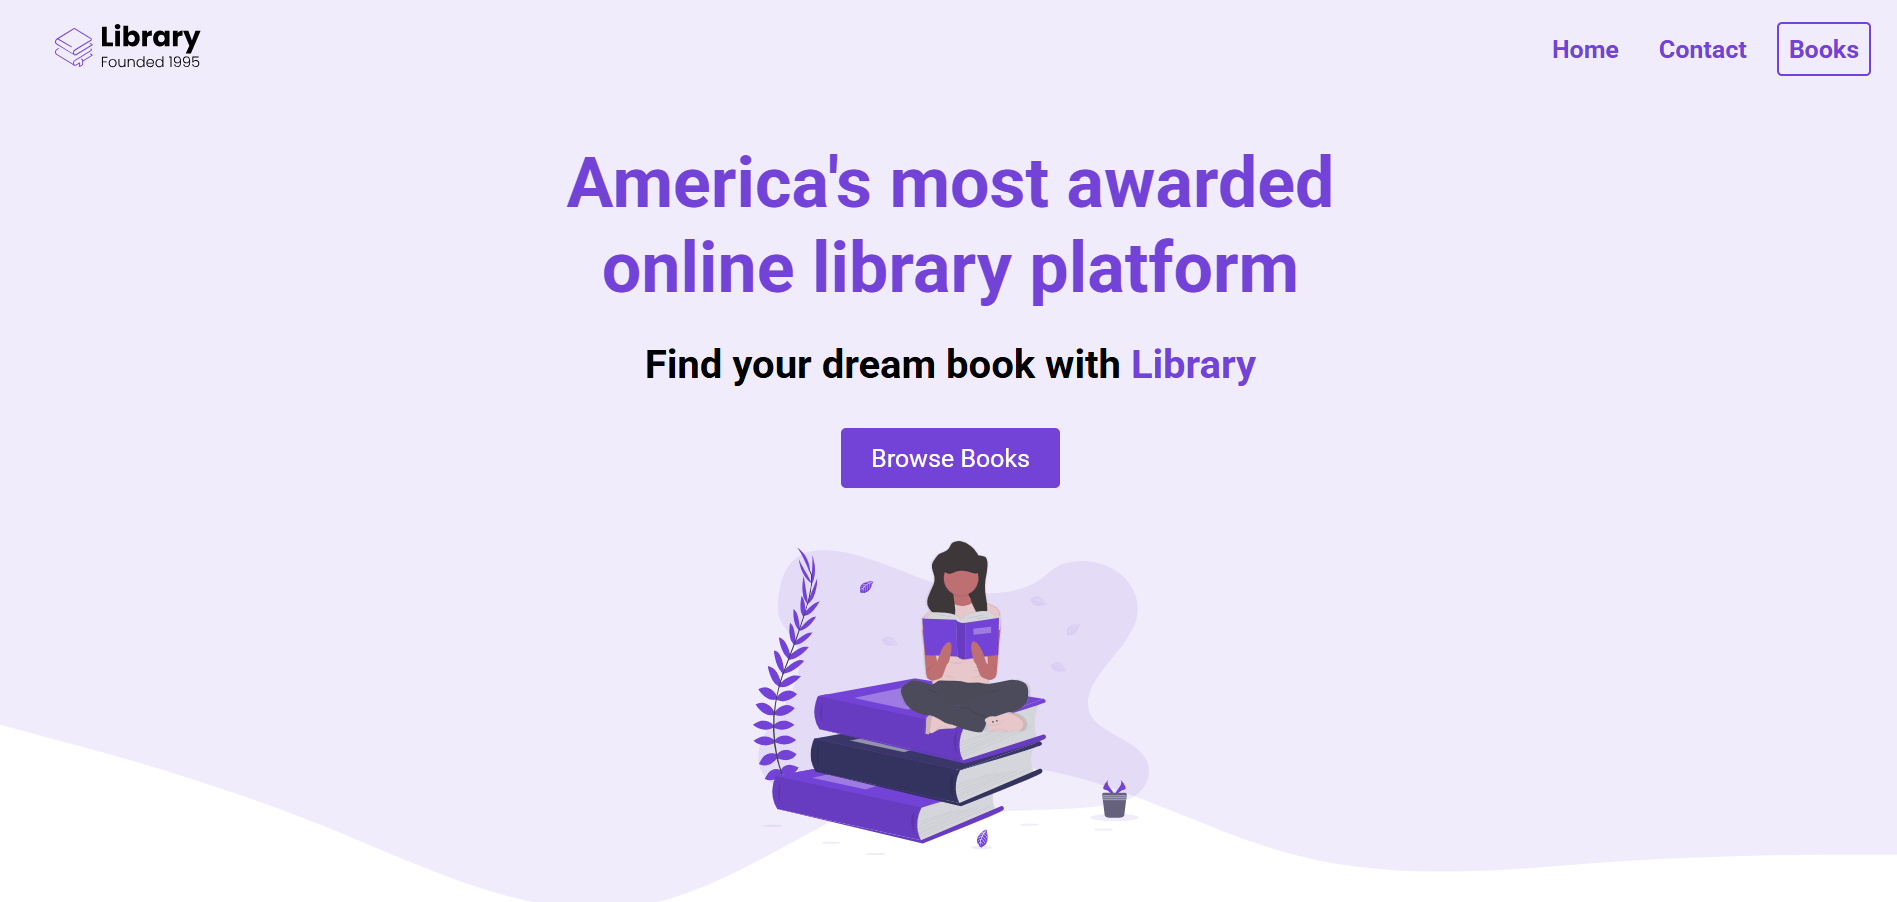 Library
Founded 1995
Home
Contact
Books
America's most awarded
online library platform
Find your dream book with Library
Browse Books